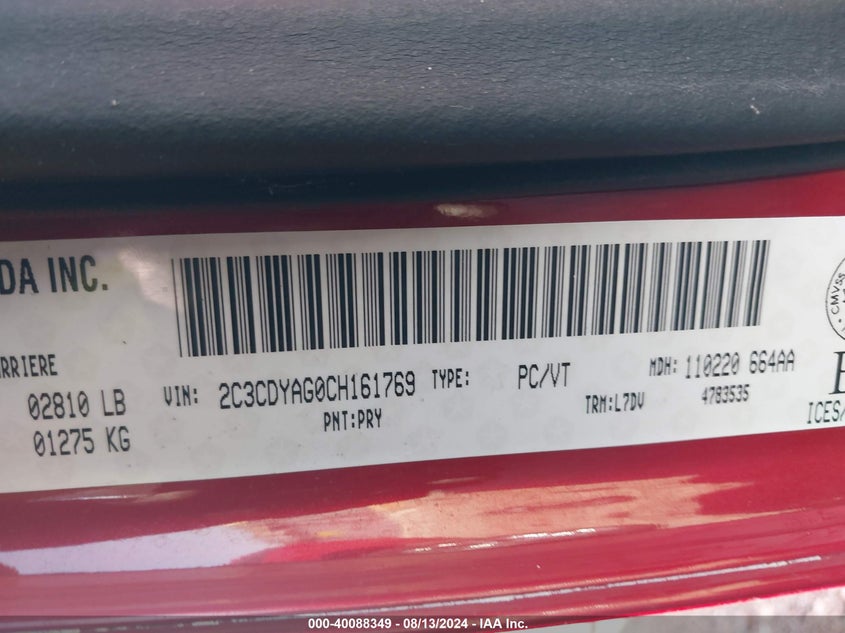 DA INC.
RRIERE
02810 LB
01275 KG
VIN: 2C3CDYAG0CH161769 TYPE: PC/VT MDH: 110220 664AA
PNT:PRY TRM:L7DV 4783535
CMVSS
ICES/
000-40088349 - 08/13/2024 - IAA Inc.